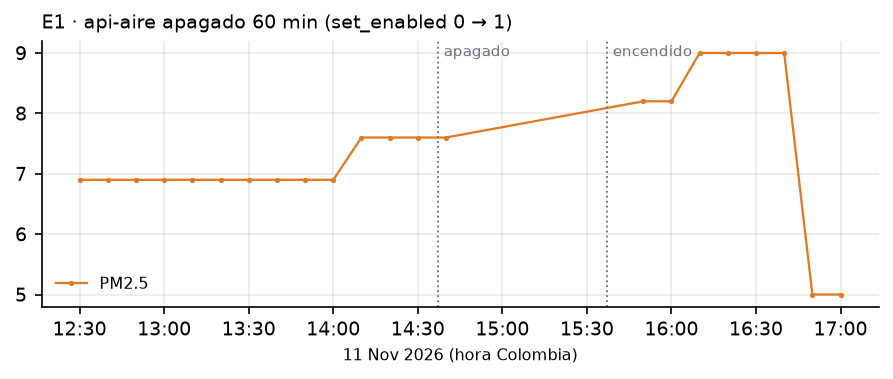 E1 · api-aire apagado 60 min (set_enabled 0 → 1)
9
apagado
encendido
8
7
6
5
PM2.5
12:30 13:00 13:30 14:00 14:30 15:00 15:30 16:00 16:30 17:00
11 Nov 2026 (hora Colombia)